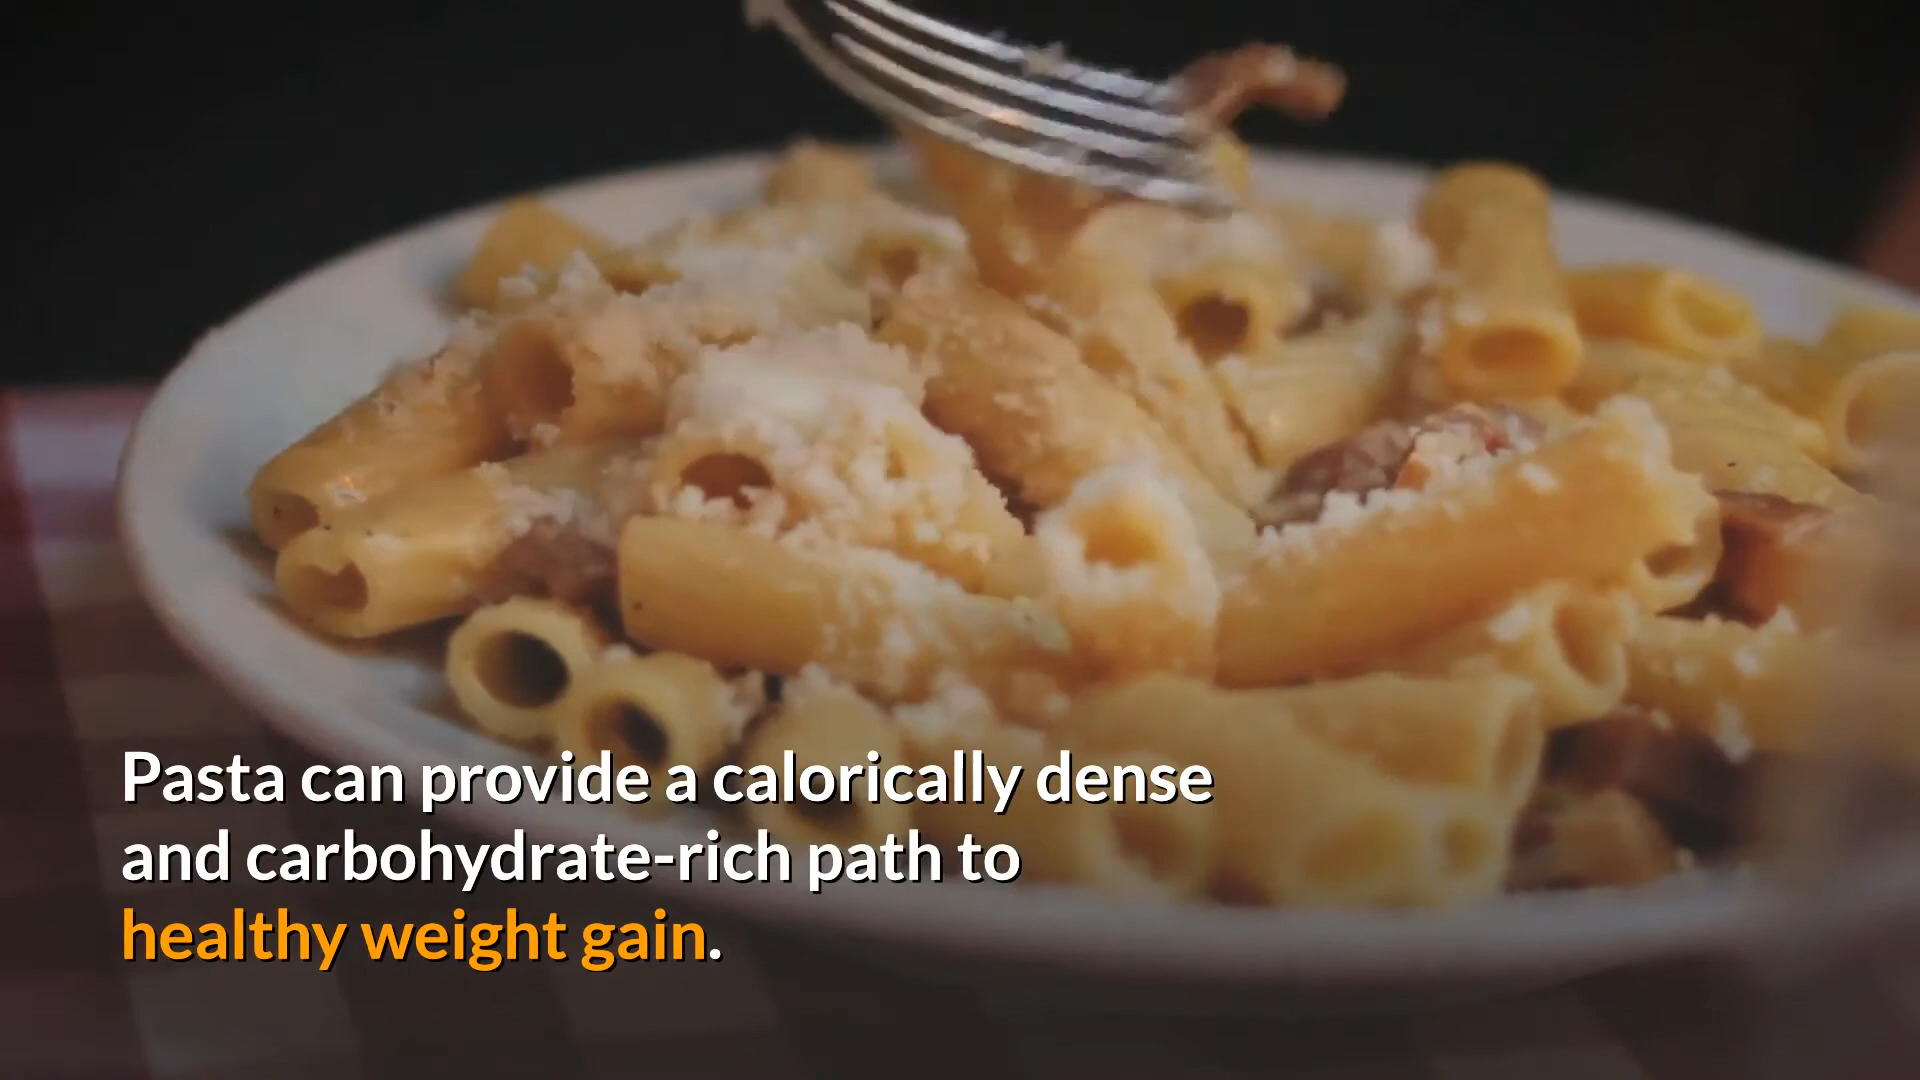 Pasta can provide a calorically dense
and carbohydrate-rich path to
healthy weight gain.